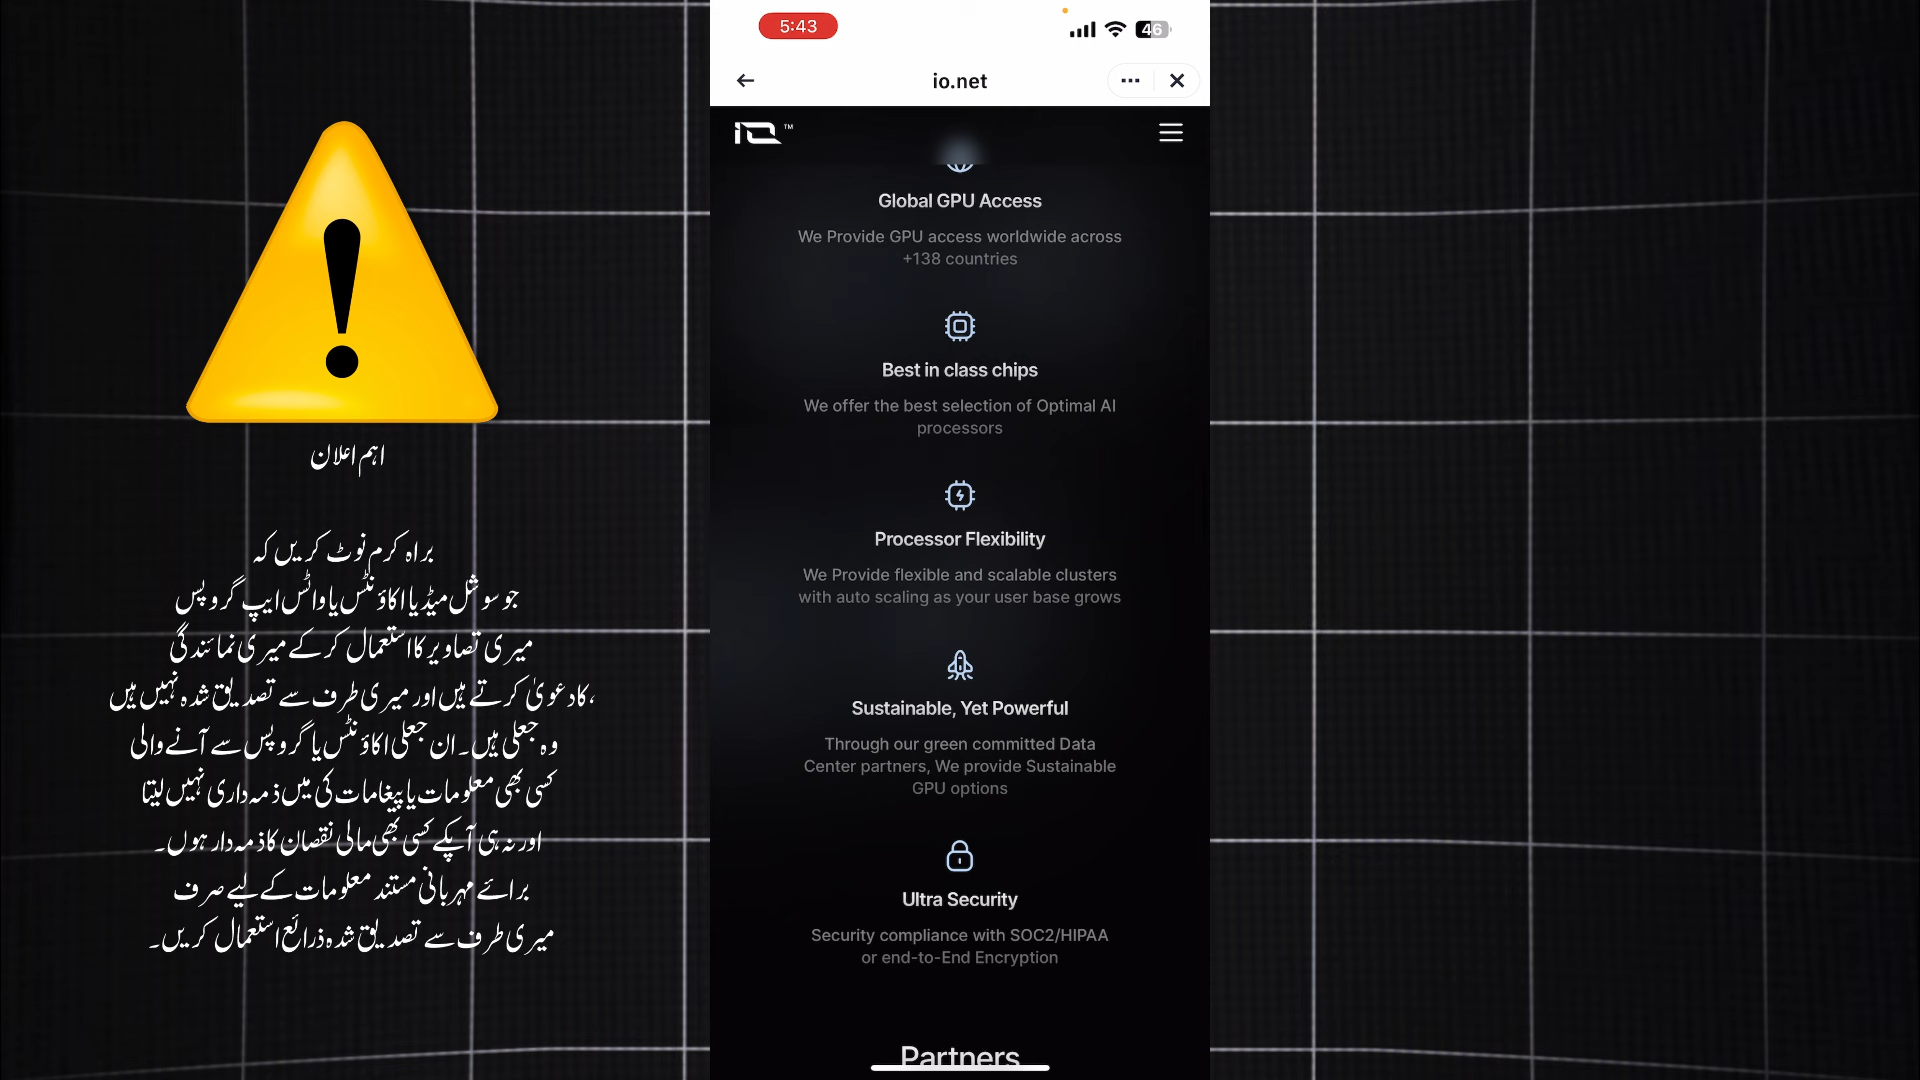 اہم اعلان
براہ کرم نوٹ کریں کہ
جو سوشل میڈیا اکاؤنٹس یا واٹس ایپ گروپس
میری تصاویر کا استعمال کر کے میری نمائندگی
کا دعویٰ کرتے ہیں اور میری طرف سے تصدیق شدہ نہیں ہیں،
وہ جعلی ہیں۔ ان جعلی اکاؤنٹس یا گروپس سے آنے والی
کسی بھی معلومات یا پیغامات کی میں ذمہ داری نہیں لیتا
اور نہ ہی آپکے کسی بھی مالی نقصان کا ذمہ دار ہوں۔
برائے مہربانی مستند معلومات کے لیے صرف
میری طرف سے تصدیق شدہ ذرائع استعمال کریں۔
5:43
46
io.net
IO ™
Global GPU Access
We Provide GPU access worldwide across
+138 countries
Best in class chips
We offer the best selection of Optimal AI
processors
Processor Flexibility
We Provide flexible and scalable clusters
with auto scaling as your user base grows
Sustainable, Yet Powerful
Through our green committed Data
Center partners, We provide Sustainable
GPU options
Ultra Security
Security compliance with SOC2/HIPAA
or end-to-End Encryption
Partners